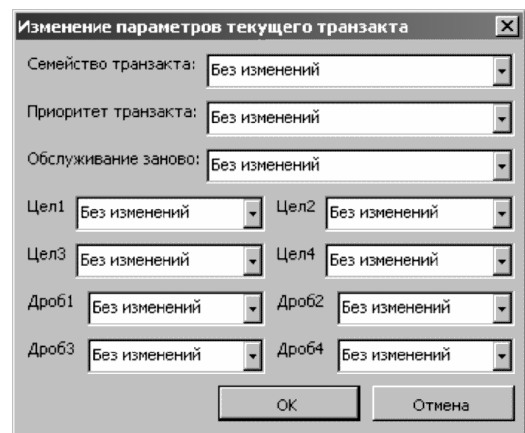 Изменение параметров текущего транзакта
Семейство транзакта: Без изменений
Приоритет транзакта: Без изменений
Обслуживание заново: Без изменений
Цел1 Без изменений Цел2 Без изменений
Цел3 Без изменений Цел4 Без изменений
Дроб1 Без изменений Дроб2 Без изменений
Дроб3 Без изменений Дроб4 Без изменений
ОК Отмена